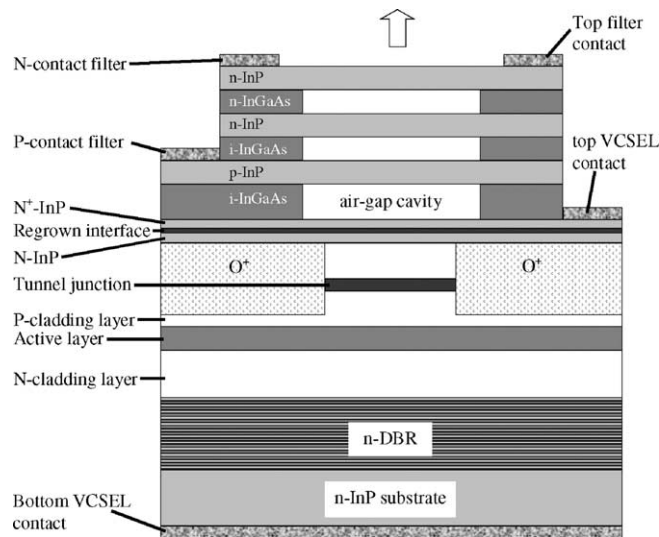 Top filter
contact
N-contact filter
n-InP
n-InGaAs
n-InP
P-contact filter
i-InGaAs
top VCSEL
contact
p-InP
i-InGaAs
air-gap cavity
N⁺-InP
Regrown interface
N-InP
O⁺
O⁺
Tunnel junction
P-cladding layer
Active layer
N-cladding layer
n-DBR
n-InP substrate
Bottom VCSEL
contact